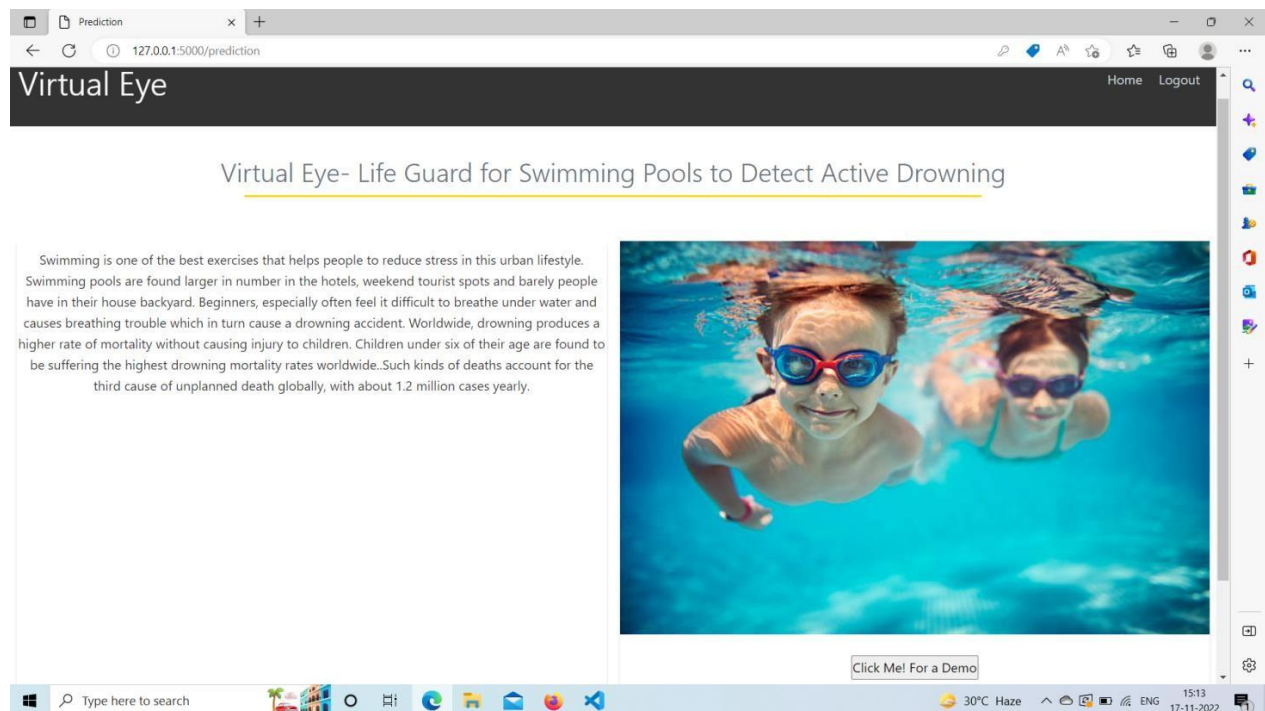 Prediction
127.0.0.1:5000/prediction
Virtual Eye
Home Logout
Virtual Eye- Life Guard for Swimming Pools to Detect Active Drowning
Swimming is one of the best exercises that helps people to reduce stress in this urban lifestyle.
Swimming pools are found larger in number in the hotels, weekend tourist spots and barely people
have in their house backyard. Beginners, especially often feel it difficult to breathe under water and
causes breathing trouble which in turn cause a drowning accident. Worldwide, drowning produces a
higher rate of mortality without causing injury to children. Children under six of their age are found to
be suffering the highest drowning mortality rates worldwide..Such kinds of deaths account for the
third cause of unplanned death globally, with about 1.2 million cases yearly.
Click Me! For a Demo
Type here to search
30°C Haze
ENG
15:13
17-11-2022
1